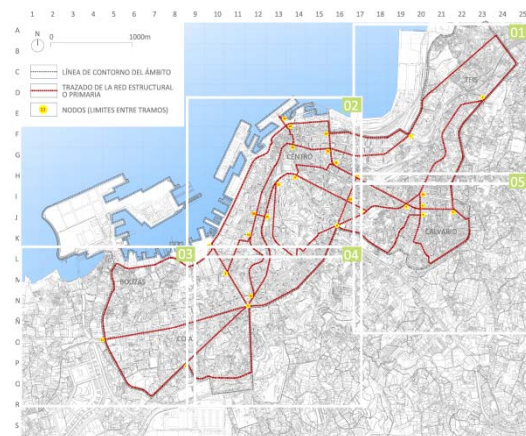 1 2 3 4 5 6 7 8 9 10 11 12 13 14 15 16 17 18 19 20 21 22 23 24 25
A
B
C
D
E
F
G
H
I
J
K
L
M
N
Ñ
O
P
Q
R
S
N
0 1000m
LÍNEA DE CONTORNO DEL ÁMBITO
TRAZADO DE LA RED ESTRUCTURAL
O PRIMARIA
NODOS (LIMITES ENTRE TRAMOS)
01
TEIS
02
CENTRO
05
CALVARIO
03
04
BOUZAS
COIA